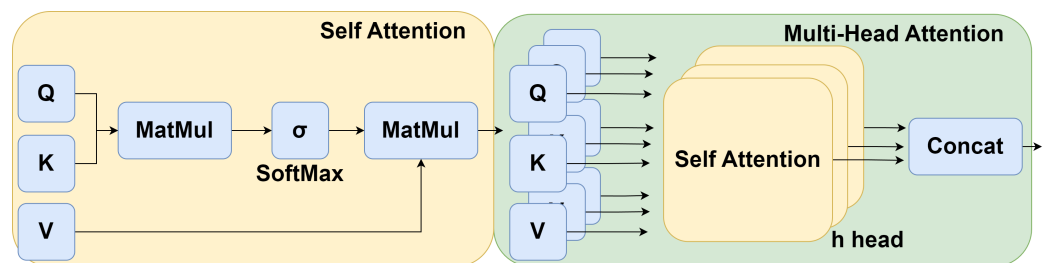 Self Attention
Q
K
V
MatMul
σ
SoftMax
MatMul
Multi-Head Attention
Q
K
V
Self Attention
h head
Concat